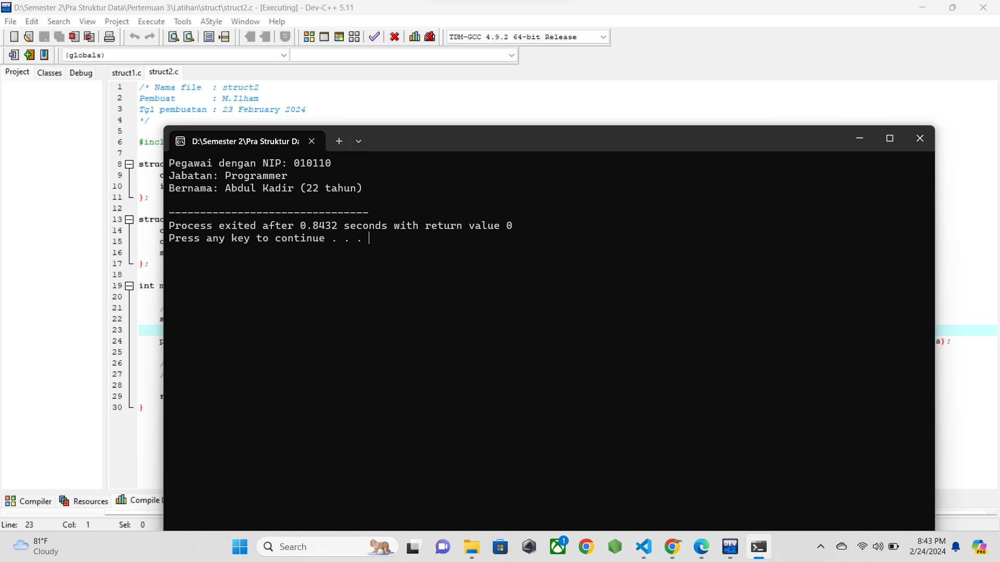 D:\Semester 2\Pra Struktur Data\Pertemuan 3\Latihan\struct\struct2.c - [Executing] - Dev-C++ 5.11
File Edit Search View Project Execute Tools AStyle Window Help
TDM-GCC 4.9.2 64-bit Release
(globals)
Project Classes Debug struct1.c struct2.c
1 /* Nama file : struct2
2 Pembuat : M.Ilham
3 Tgl pembuatan : 23 February 2024
4 */
5
6 #incl
7
8 struc
9
10 i
11 };
12
13 struc
14
15
16 s
17 };
18
19 int m
20
21 /
22 s
23
24 p a);
25
26 /
27 /
28
29 r
30 }
D:\Semester 2\Pra Struktur Da
Pegawai dengan NIP: 010110
Jabatan: Programmer
Bernama: Abdul Kadir (22 tahun)
--------------------------------
Process exited after 0.8432 seconds with return value 0
Press any key to continue . . .
Compiler Resources Compile L
Line: 23 Col: 1 Sel: 0
81°F
Cloudy
Search
1
DEV
C++
8:43 PM
2/24/2024
PRE